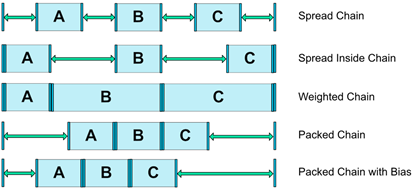 A B C Spread Chain
A B C Spread Inside Chain
A B C Weighted Chain
A B C Packed Chain
A B C Packed Chain with Bias